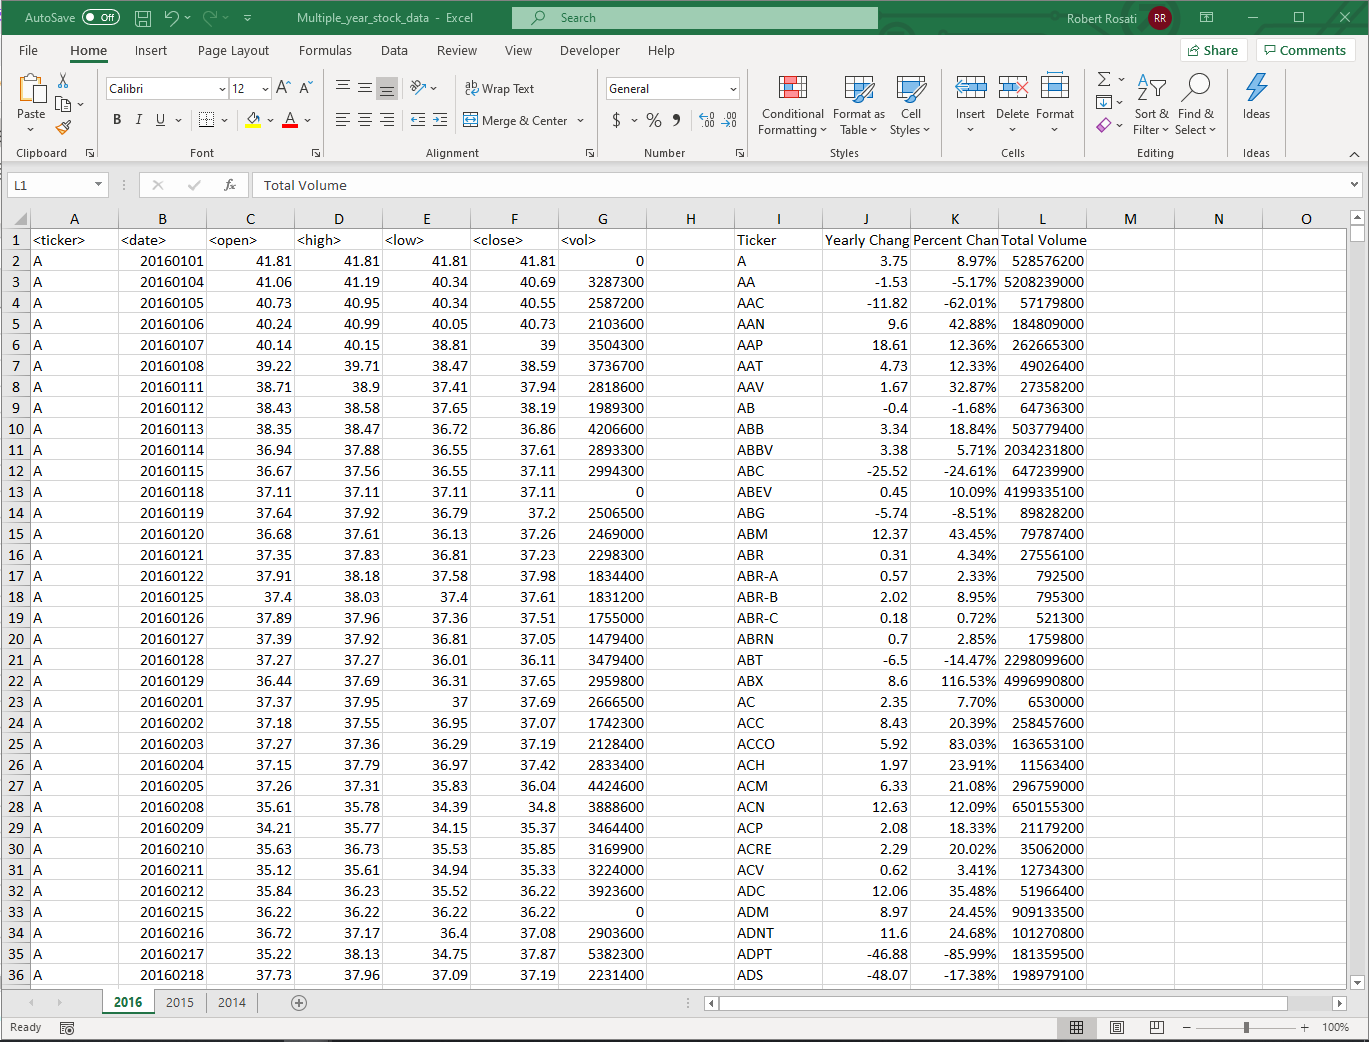 AutoSave Off Multiple_year_stock_data - Excel Search Robert Rosati RR
File Home Insert Page Layout Formulas Data Review View Developer Help Share Comments
Calibri 12 Wrap Text General
Paste B I U Merge & Center $ % Conditional Formatting Format as Table Cell Styles Insert Delete Format Sort & Filter Find & Select Ideas
Clipboard Font Alignment Number Styles Cells Editing Ideas
L1 fx Total Volume
A B C D E F G H I J K L M N O
1 <ticker> <date> <open> <high> <low> <close> <vol> Ticker Yearly Chang Percent Chan Total Volume
2 A 20160101 41.81 41.81 41.81 41.81 0 A 3.75 8.97% 528576200
3 A 20160104 41.06 41.19 40.34 40.69 3287300 AA -1.53 -5.17% 5208239000
4 A 20160105 40.73 40.95 40.34 40.55 2587200 AAC -11.82 -62.01% 57179800
5 A 20160106 40.24 40.99 40.05 40.73 2103600 AAN 9.6 42.88% 184809000
6 A 20160107 40.14 40.15 38.81 39 3504300 AAP 18.61 12.36% 262665300
7 A 20160108 39.22 39.71 38.47 38.59 3736700 AAT 4.73 12.33% 49026400
8 A 20160111 38.71 38.9 37.41 37.94 2818600 AAV 1.67 32.87% 27358200
9 A 20160112 38.43 38.58 37.65 38.19 1989300 AB -0.4 -1.68% 64736300
10 A 20160113 38.35 38.47 36.72 36.86 4206600 ABB 3.34 18.84% 503779400
11 A 20160114 36.94 37.88 36.55 37.61 2893300 ABBV 3.38 5.71% 2034231800
12 A 20160115 36.67 37.56 36.55 37.11 2994300 ABC -25.52 -24.61% 647239900
13 A 20160118 37.11 37.11 37.11 37.11 0 ABEV 0.45 10.09% 4199335100
14 A 20160119 37.64 37.92 36.79 37.2 2506500 ABG -5.74 -8.51% 89828200
15 A 20160120 36.68 37.61 36.13 37.26 2469000 ABM 12.37 43.45% 79787400
16 A 20160121 37.35 37.83 36.81 37.23 2298300 ABR 0.31 4.34% 27556100
17 A 20160122 37.91 38.18 37.58 37.98 1834400 ABR-A 0.57 2.33% 792500
18 A 20160125 37.4 38.03 37.4 37.61 1831200 ABR-B 2.02 8.95% 795300
19 A 20160126 37.89 37.96 37.36 37.51 1755000 ABR-C 0.18 0.72% 521300
20 A 20160127 37.39 37.92 36.81 37.05 1479400 ABRN 0.7 2.85% 1759800
21 A 20160128 37.27 37.27 36.01 36.11 3479400 ABT -6.5 -14.47% 2298099600
22 A 20160129 36.44 37.69 36.31 37.65 2959800 ABX 8.6 116.53% 4996990800
23 A 20160201 37.37 37.95 37 37.69 2666500 AC 2.35 7.70% 6530000
24 A 20160202 37.18 37.55 36.95 37.07 1742300 ACC 8.43 20.39% 258457600
25 A 20160203 37.27 37.36 36.29 37.19 2128400 ACCO 5.92 83.03% 163653100
26 A 20160204 37.15 37.79 36.97 37.42 2833400 ACH 1.97 23.91% 11563400
27 A 20160205 37.26 37.31 35.83 36.04 4424600 ACM 6.33 21.08% 296759000
28 A 20160208 35.61 35.78 34.39 34.8 3888600 ACN 12.63 12.09% 650155300
29 A 20160209 34.21 35.77 34.15 35.37 3464400 ACP 2.08 18.33% 21179200
30 A 20160210 35.63 36.73 35.53 35.85 3169900 ACRE 2.29 20.02% 35062000
31 A 20160211 35.12 35.61 34.94 35.33 3224000 ACV 0.62 3.41% 12734300
32 A 20160212 35.84 36.23 35.52 36.22 3923600 ADC 12.06 35.48% 51966400
33 A 20160215 36.22 36.22 36.22 36.22 0 ADM 8.97 24.45% 909133500
34 A 20160216 36.72 37.17 36.4 37.08 2903600 ADNT 11.6 24.68% 101270800
35 A 20160217 35.22 38.13 34.75 37.87 5382300 ADPT -46.88 -85.99% 181359500
36 A 20160218 37.73 37.96 37.09 37.19 2231400 ADS -48.07 -17.38% 198979100
2016 2015 2014
Ready 100%